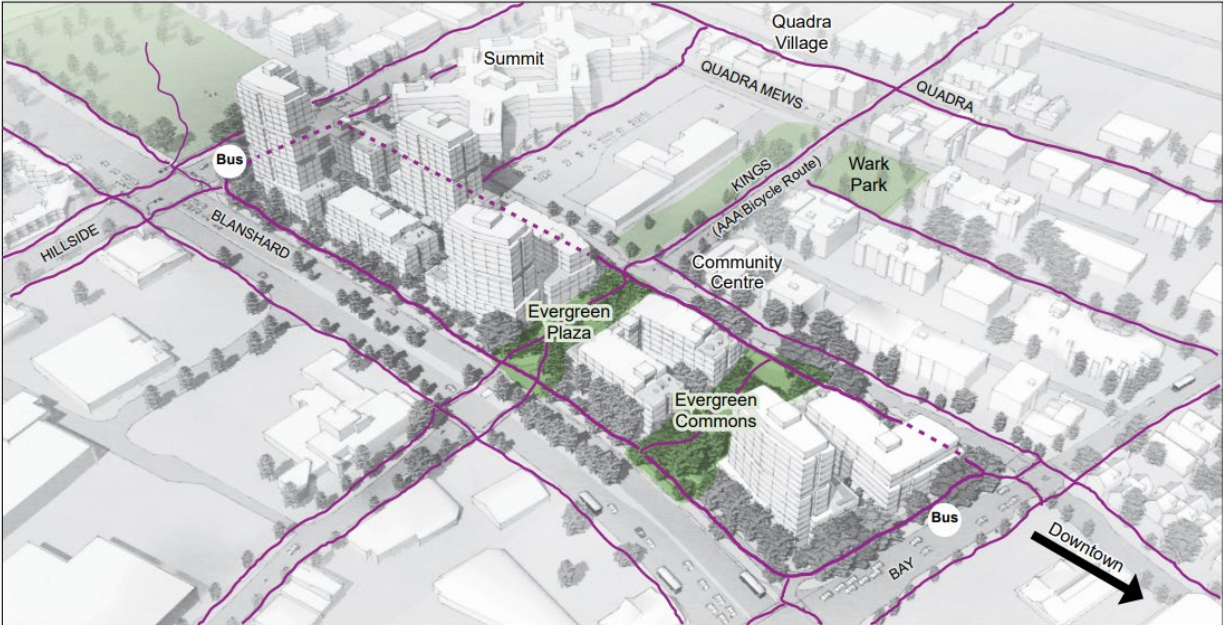 Quadra
Village
Summit
QUADRA MEWS
QUADRA
Bus
KINGS
(AAA Bicycle Route)
Wark
Park
HILLSIDE
BLANSHARD
Community
Centre
Evergreen
Plaza
Evergreen
Commons
Bus
BAY
Downtown